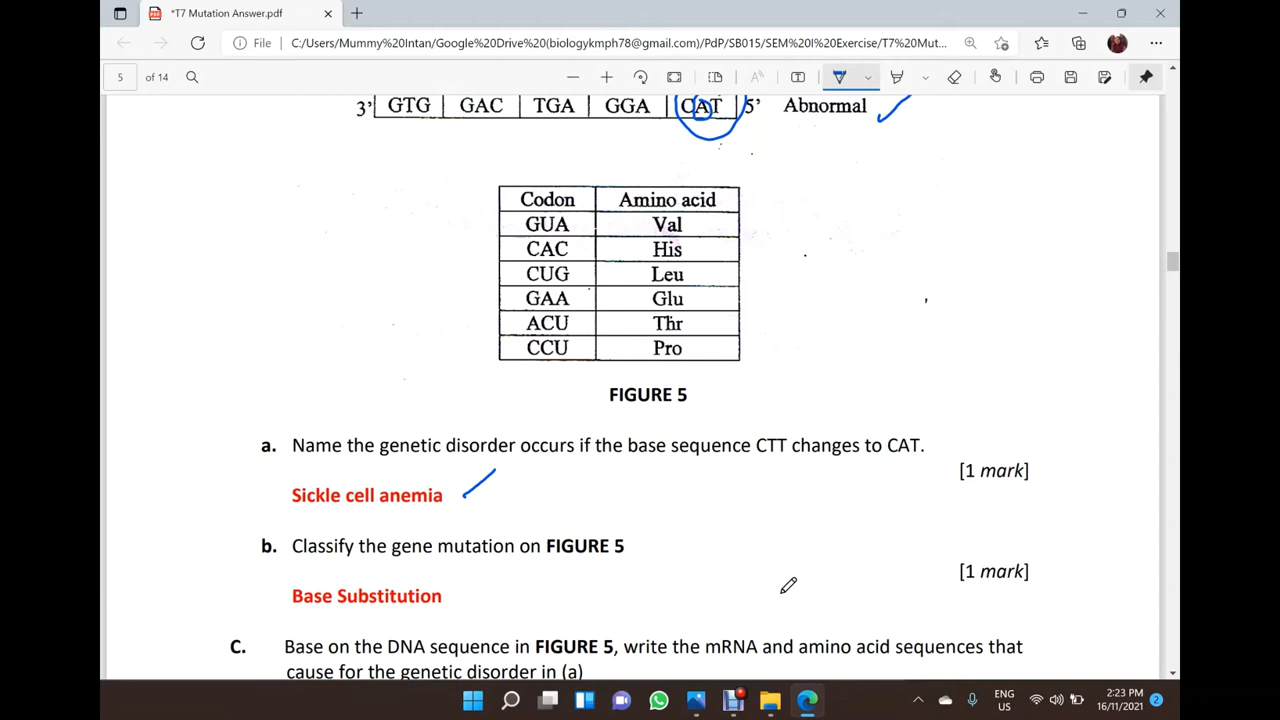 *T7 Mutation Answer.pdf
File
C:/Users/Mummy%20Intan/Google%20Drive%20(biologykmph78@gmail.com)/PdP/SB015/SEM%20I%20Exercise/T7%20Mut...
5 of 14
3' GTG GAC TGA GGA CAT 5' Abnormal
Codon Amino acid
GUA Val
CAC His
CUG Leu
GAA Glu
ACU Thr
CCU Pro
FIGURE 5
a. Name the genetic disorder occurs if the base sequence CTT changes to CAT.
[1 mark]
Sickle cell anemia
b. Classify the gene mutation on FIGURE 5
[1 mark]
Base Substitution
C. Base on the DNA sequence in FIGURE 5, write the mRNA and amino acid sequences that
cause for the genetic disorder in (a)
ENG 2:23 PM
US 16/11/2021 2